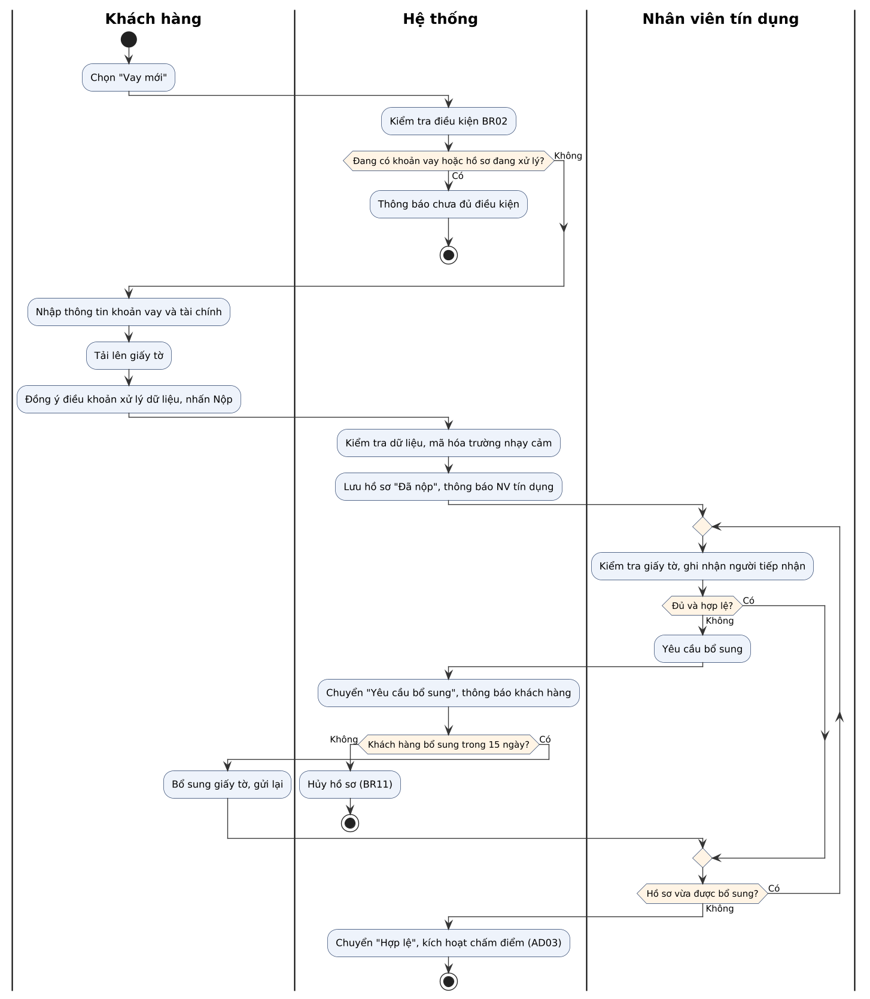 Khách hàng
Hệ thống
Nhân viên tín dụng
Chọn "Vay mới"
Kiểm tra điều kiện BR02
Đang có khoản vay hoặc hồ sơ đang xử lý?
Không
Có
Thông báo chưa đủ điều kiện
Nhập thông tin khoản vay và tài chính
Tải lên giấy tờ
Đồng ý điều khoản xử lý dữ liệu, nhấn Nộp
Kiểm tra dữ liệu, mã hóa trường nhạy cảm
Lưu hồ sơ "Đã nộp", thông báo NV tín dụng
Kiểm tra giấy tờ, ghi nhận người tiếp nhận
Đủ và hợp lệ?
Có
Không
Yêu cầu bổ sung
Chuyển "Yêu cầu bổ sung", thông báo khách hàng
Không
Khách hàng bổ sung trong 15 ngày?
Có
Bổ sung giấy tờ, gửi lại
Hủy hồ sơ (BR11)
Hồ sơ vừa được bổ sung?
Có
Không
Chuyển "Hợp lệ", kích hoạt chấm điểm (AD03)